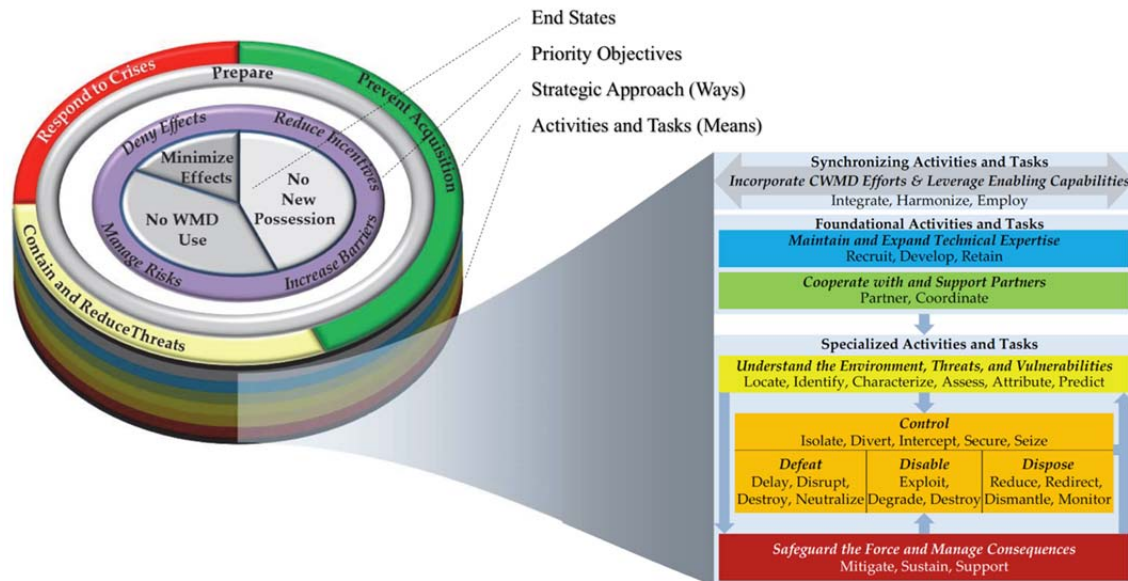 End States
Priority Objectives
Strategic Approach (Ways)
Activities and Tasks (Means)
Respond to Crises
Prevent Acquisition
Contain and Reduce Threats
Prepare
Deny Effects
Reduce Incentives
Manage Risks
Increase Barriers
Minimize
Effects
No
New
Possession
No WMD
Use
Synchronizing Activities and Tasks
Incorporate CWMD Efforts & Leverage Enabling Capabilities
Integrate, Harmonize, Employ
Foundational Activities and Tasks
Maintain and Expand Technical Expertise
Recruit, Develop, Retain
Cooperate with and Support Partners
Partner, Coordinate
Specialized Activities and Tasks
Understand the Environment, Threats, and Vulnerabilities
Locate, Identify, Characterize, Assess, Attribute, Predict
Control
Isolate, Divert, Intercept, Secure, Seize
Defeat
Delay, Disrupt,
Destroy, Neutralize
Disable
Exploit,
Degrade, Destroy
Dispose
Reduce, Redirect,
Dismantle, Monitor
Safeguard the Force and Manage Consequences
Mitigate, Sustain, Support